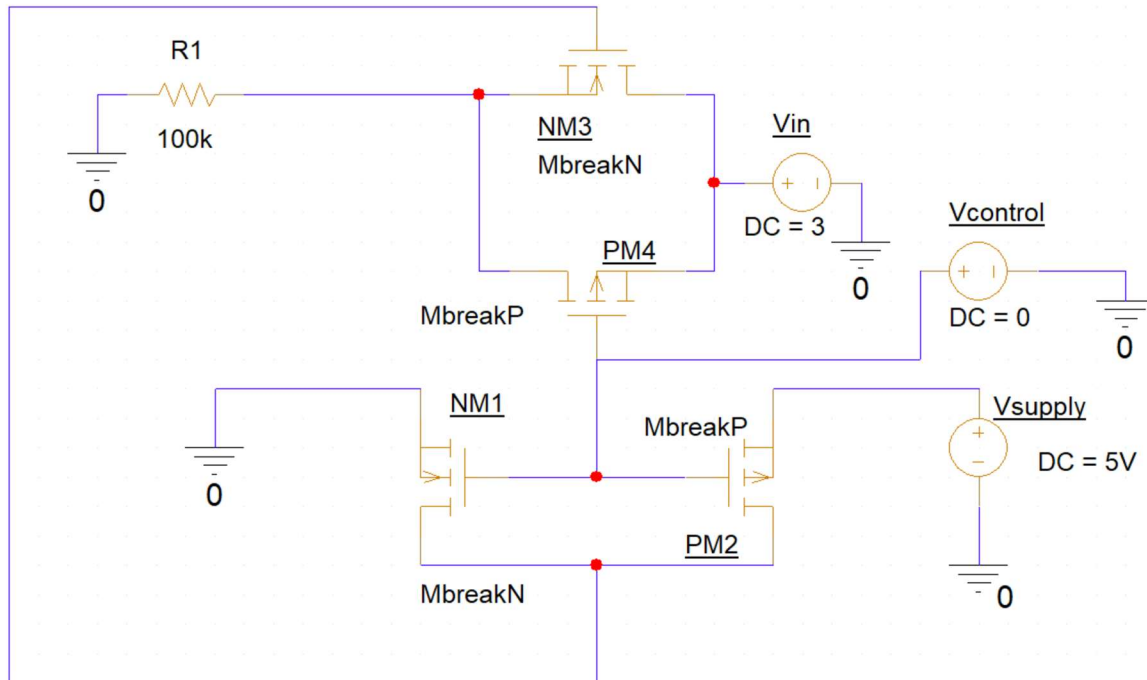 R1
100k
0
NM3
MbreakN
Vin
+ −
DC = 3
0
Vcontrol
+ −
DC = 0
0
PM4
MbreakP
NM1
0
MbreakN
MbreakP
PM2
Vsupply
+
−
DC = 5V
0